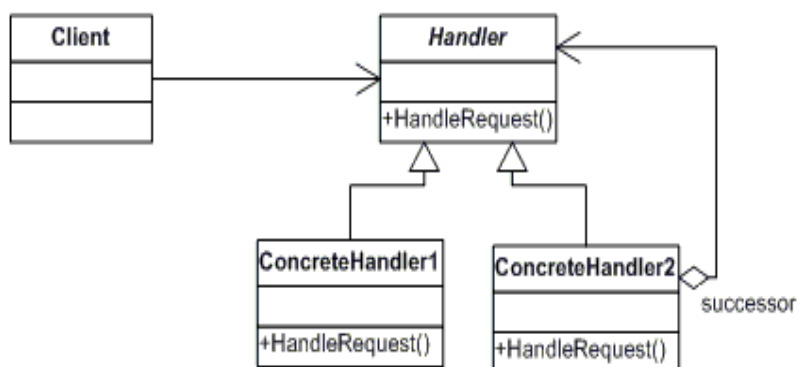 Client
Handler
+HandleRequest()
ConcreteHandler1
+HandleRequest()
ConcreteHandler2
+HandleRequest()
successor